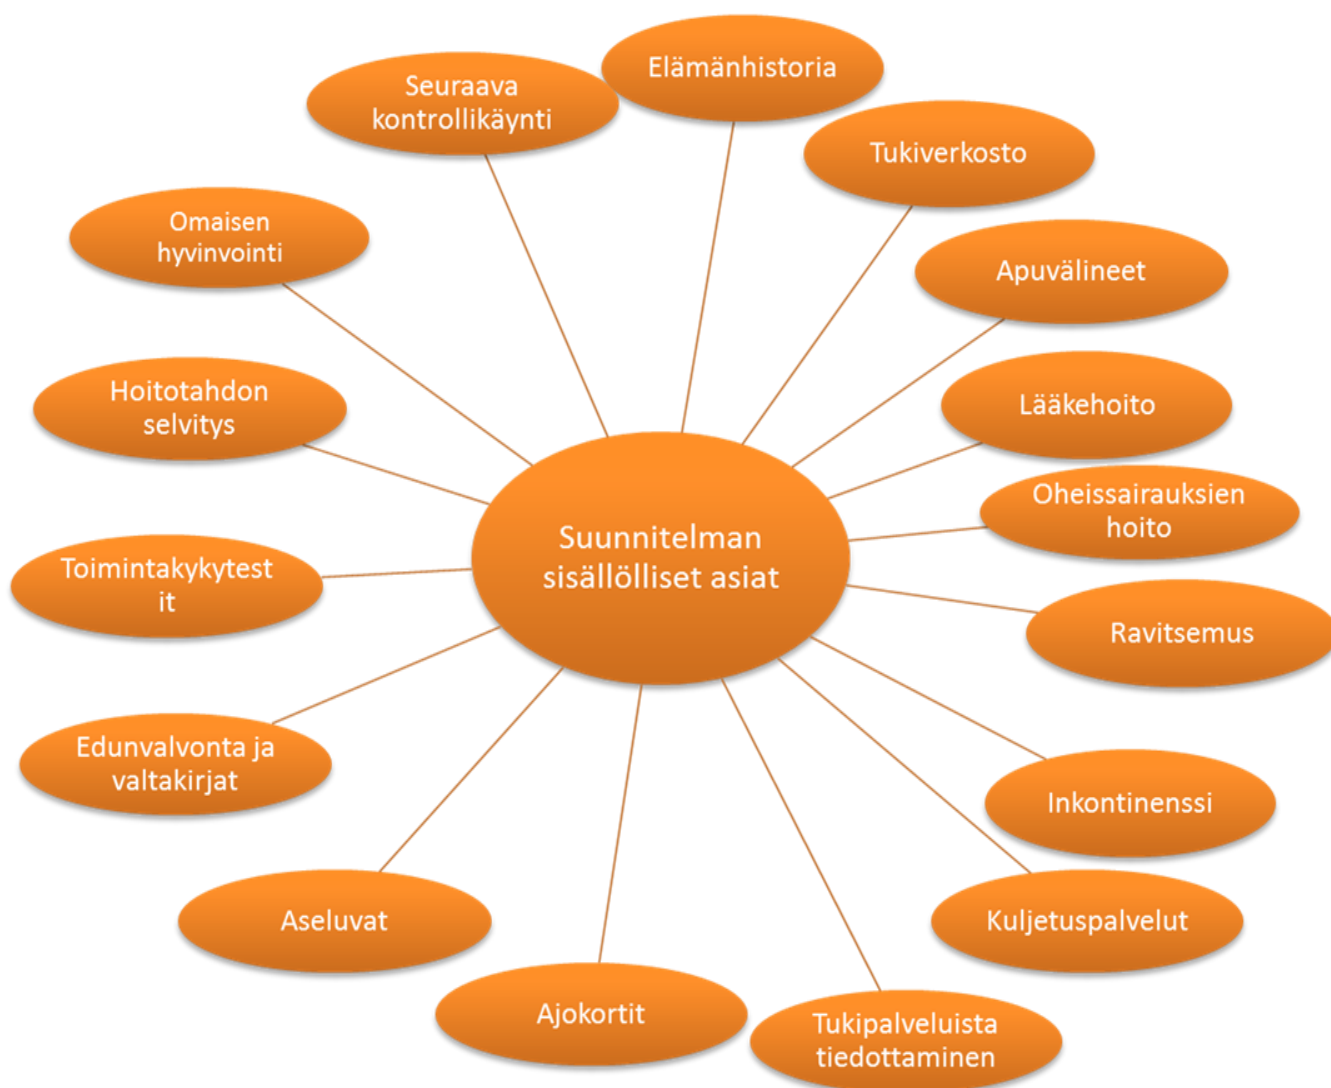 Elämänhistoria
Seuraava
kontrollikäynti
Tukiverkosto
Omaisen
hyvinvointi
Apuvälineet
Hoitotahdon
selvitys
Lääkehoito
Oheissairauksien
hoito
Suunnitelman
sisällölliset asiat
Toimintakykytest
it
Ravitsemus
Edunvalvonta ja
valtakirjat
Inkontinenssi
Aseluvat
Kuljetuspalvelut
Ajokortit
Tukipalveluista
tiedottaminen